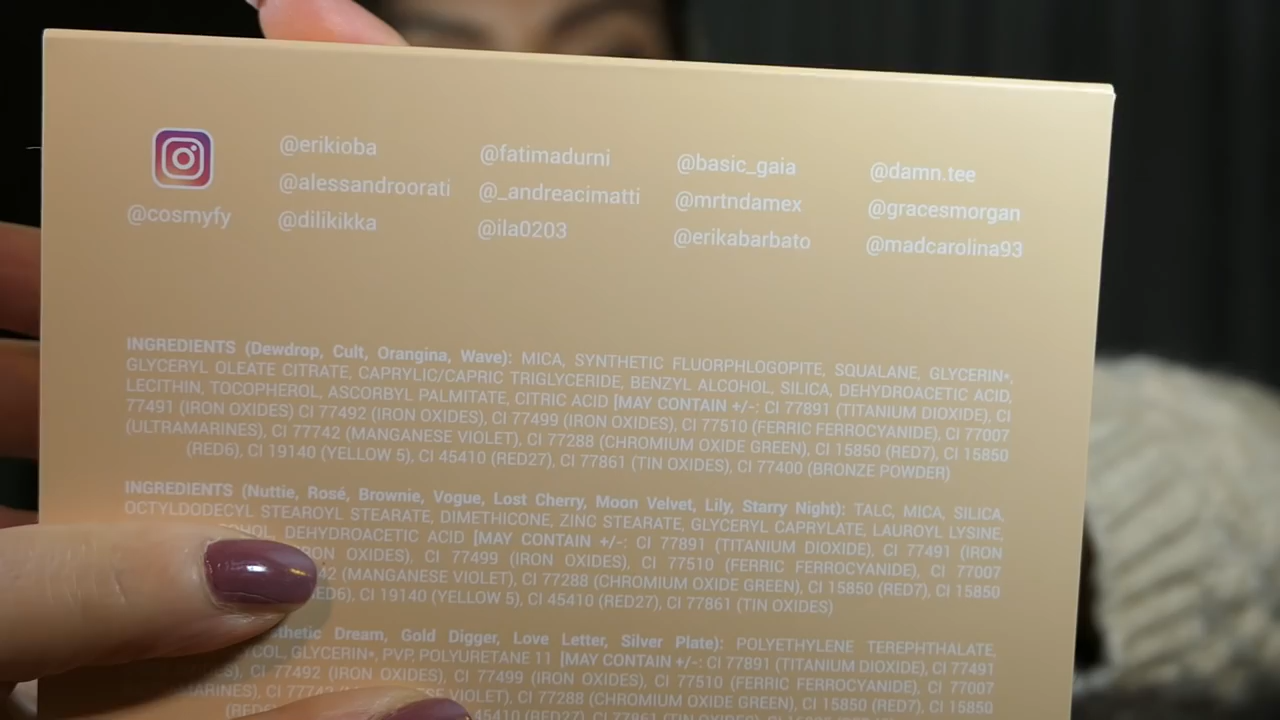 @cosmyfy
@erikioba
@alessandroorati
@dilikikka
@fatimadurni
@_andreacimatti
@ila0203
@basic_gaia
@mrtndamex
@erikabarbato
@damn.tee
@gracesmorgan
@madcarolina93
INGREDIENTS (Dewdrop, Cult, Orangina, Wave): MICA, SYNTHETIC FLUORPHLOGOPITE, SQUALANE, GLYCERIN*,
GLYCERYL OLEATE CITRATE, CAPRYLIC/CAPRIC TRIGLYCERIDE, BENZYL ALCOHOL, SILICA, DEHYDROACETIC ACID,
LECITHIN, TOCOPHEROL, ASCORBYL PALMITATE, CITRIC ACID [MAY CONTAIN +/-: CI 77891 (TITANIUM DIOXIDE), CI
77491 (IRON OXIDES) CI 77492 (IRON OXIDES), CI 77499 (IRON OXIDES), CI 77510 (FERRIC FERROCYANIDE), CI 77007
(ULTRAMARINES), CI 77742 (MANGANESE VIOLET), CI 77288 (CHROMIUM OXIDE GREEN), CI 15850 (RED7), CI 15850
(RED6), CI 19140 (YELLOW 5), CI 45410 (RED27), CI 77861 (TIN OXIDES), CI 77400 (BRONZE POWDER)
INGREDIENTS (Nuttie, Rosé, Brownie, Vogue, Lost Cherry, Moon Velvet, Lily, Starry Night): TALC, MICA, SILICA,
OCTYLDODECYL STEAROYL STEARATE, DIMETHICONE, ZINC STEARATE, GLYCERYL CAPRYLATE, LAUROYL LYSINE,
DEHYDROACETIC ACID [MAY CONTAIN +/-: CI 77891 (TITANIUM DIOXIDE), CI 77491 (IRON
OXIDES), CI 77499 (IRON OXIDES), CI 77510 (FERRIC FERROCYANIDE), CI 77007
(MANGANESE VIOLET), CI 77288 (CHROMIUM OXIDE GREEN), CI 15850 (RED7), CI 15850
CI 19140 (YELLOW 5), CI 45410 (RED27), CI 77861 (TIN OXIDES)
Dream, Gold Digger, Love Letter, Silver Plate): POLYETHYLENE TEREPHTHALATE,
GLYCERIN*, PVP, POLYURETANE 11 [MAY CONTAIN +/-: CI 77891 (TITANIUM DIOXIDE), CI 77491
CI 77492 (IRON OXIDES), CI 77499 (IRON OXIDES), CI 77510 (FERRIC FERROCYANIDE), CI 77007
VIOLET), CI 77288 (CHROMIUM OXIDE GREEN), CI 15850 (RED7), CI 15850
45410 (RED27), CI 77861 (TIN